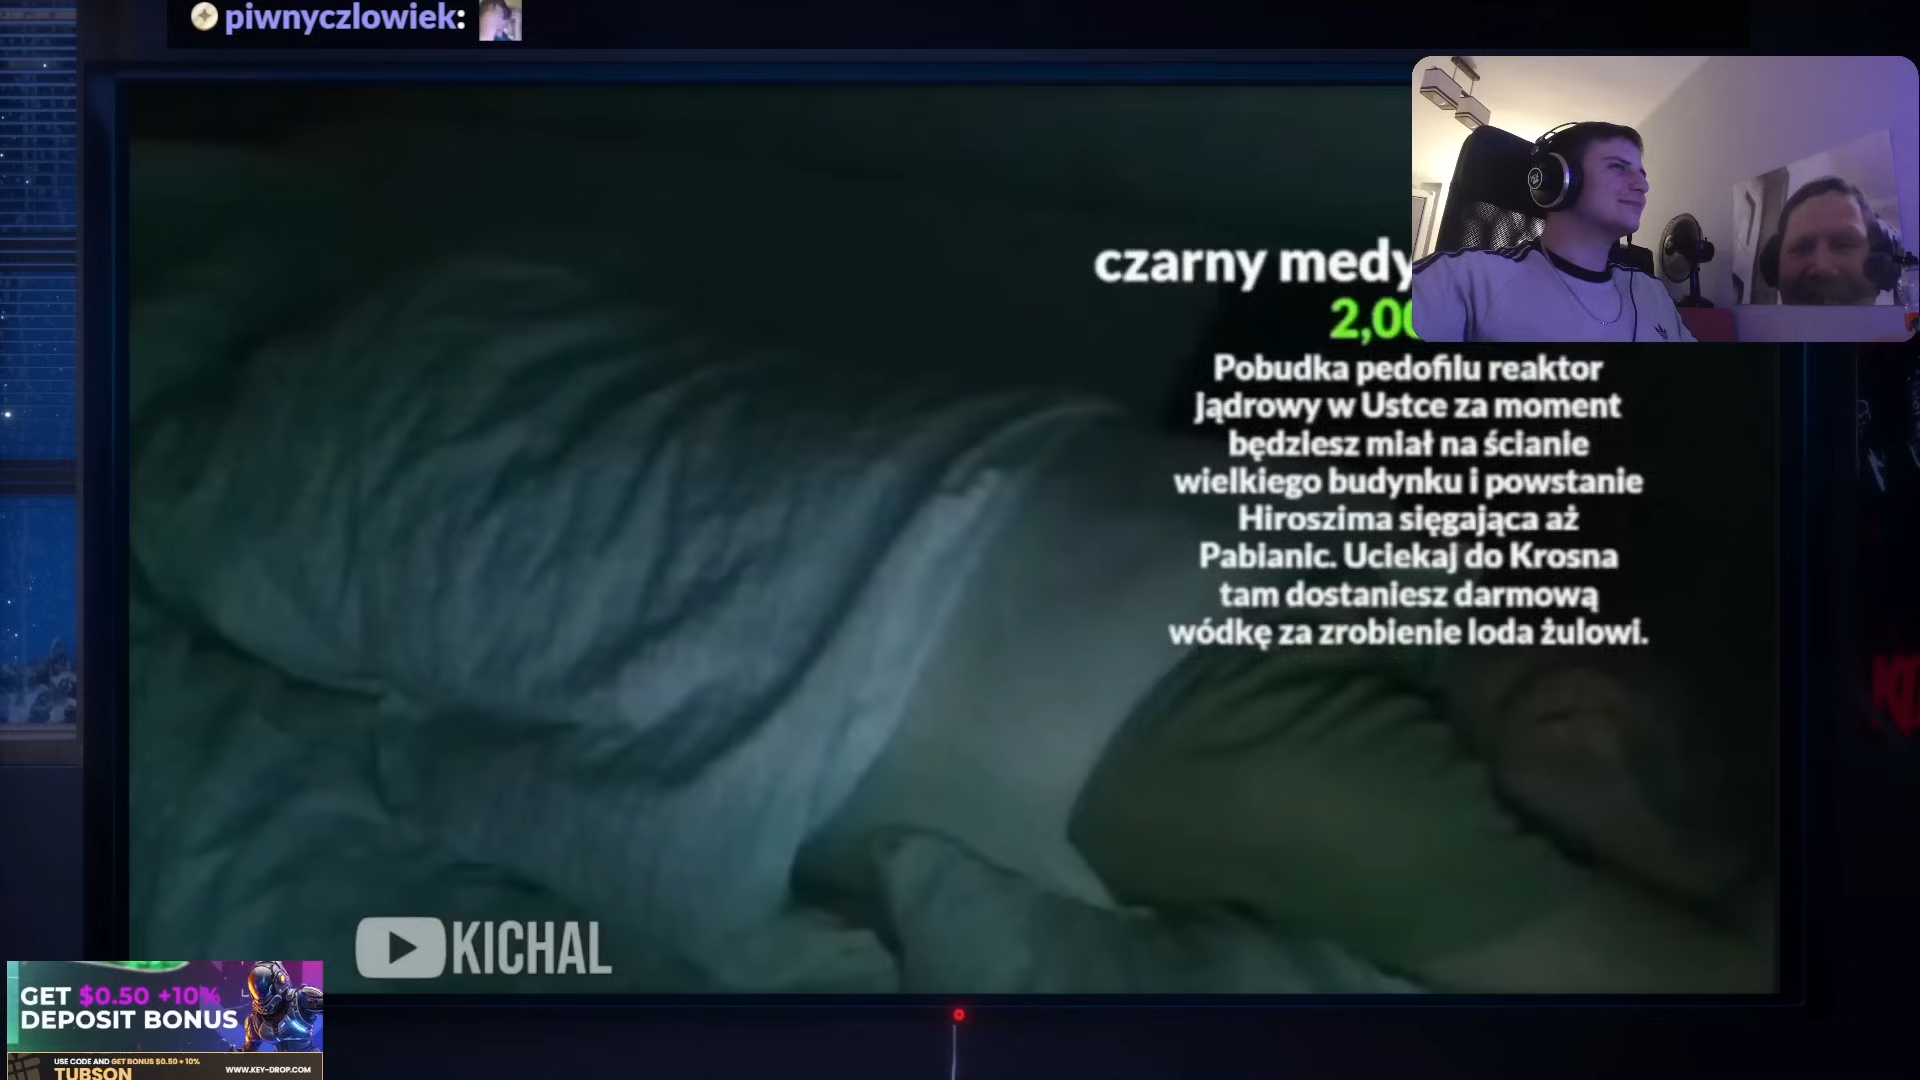 piwnyczlowiek:
czarny medy
2,00
Pobudka pedofilu reaktor
jądrowy w Ustce za moment
będziesz miał na ścianie
wielkiego budynku i powstanie
Hiroszima sięgająca aż
Pabianic. Uciekaj do Krosna
tam dostaniesz darmową
wódkę za zrobienie loda żulowi.
KICHAL
GET $0.50 +10%
DEPOSIT BONUS
USE CODE AND GET BONUS $0.50 + 10%
TUBSON
WWW.KEY-DROP.COM